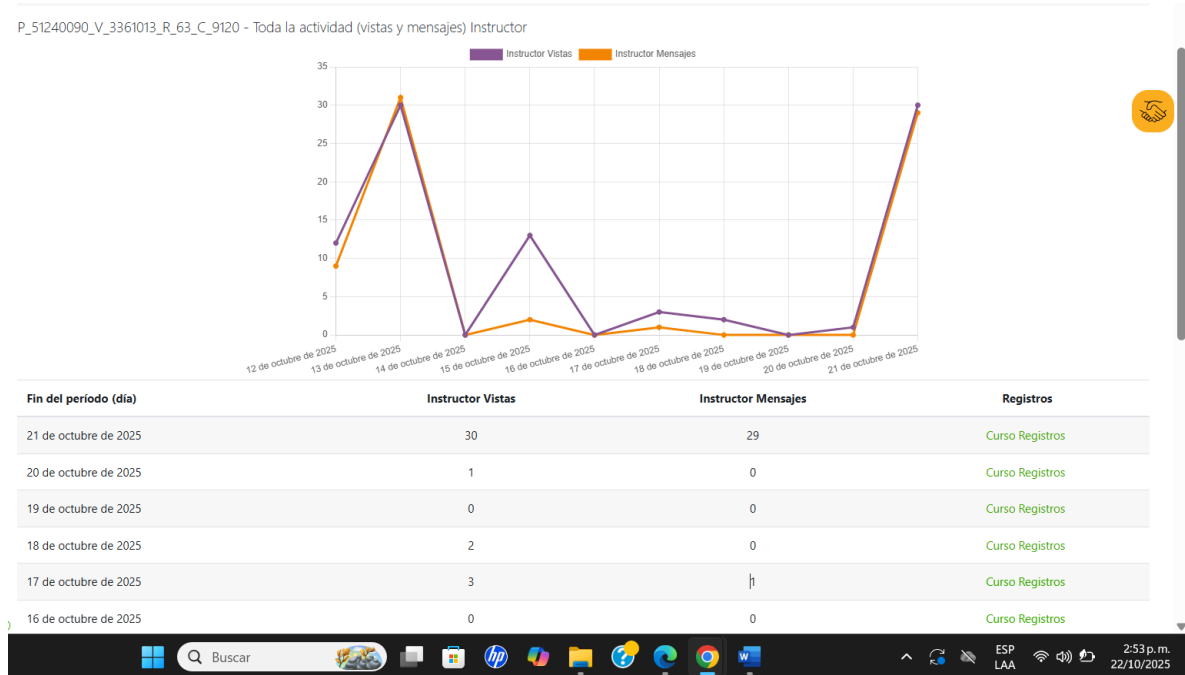 P_51240090_V_3361013_R_63_C_9120 - Toda la actividad (vistas y mensajes) Instructor
Instructor Vistas Instructor Mensajes
35
30
25
20
15
10
5
0
12 de octubre de 2025 13 de octubre de 2025 14 de octubre de 2025 15 de octubre de 2025 16 de octubre de 2025 17 de octubre de 2025 18 de octubre de 2025 19 de octubre de 2025 20 de octubre de 2025 21 de octubre de 2025
Fin del período (día) Instructor Vistas Instructor Mensajes Registros
21 de octubre de 2025 30 29 Curso Registros
20 de octubre de 2025 1 0 Curso Registros
19 de octubre de 2025 0 0 Curso Registros
18 de octubre de 2025 2 0 Curso Registros
17 de octubre de 2025 3 1 Curso Registros
16 de octubre de 2025 0 0 Curso Registros
Buscar hp W ESP 2:53 p. m.
LAA 22/10/2025